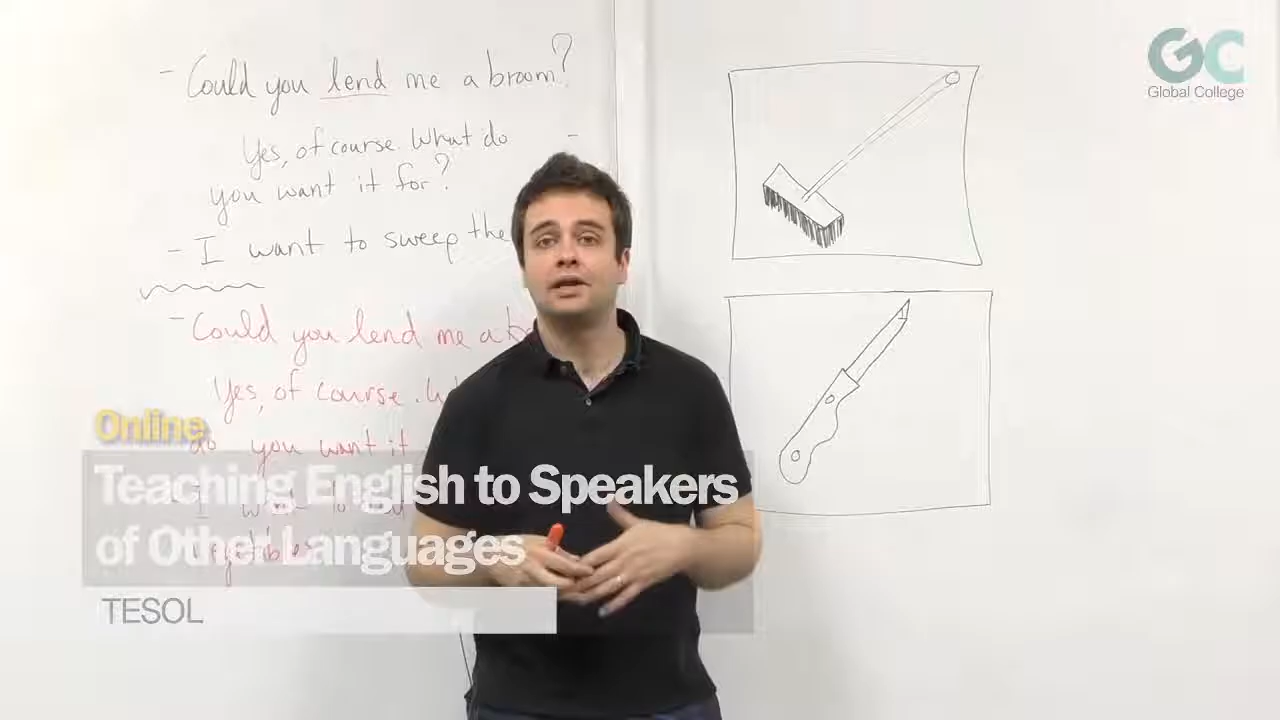 - Could you lend me a broom?
Yes, of course. What do -
you want it for?
- I want to sweep the
- Could you lend me a
Yes, of course.
do you want it
- I
vegetables
Online
Teaching English to Speakers
of Other Languages
TESOL
GC
Global College